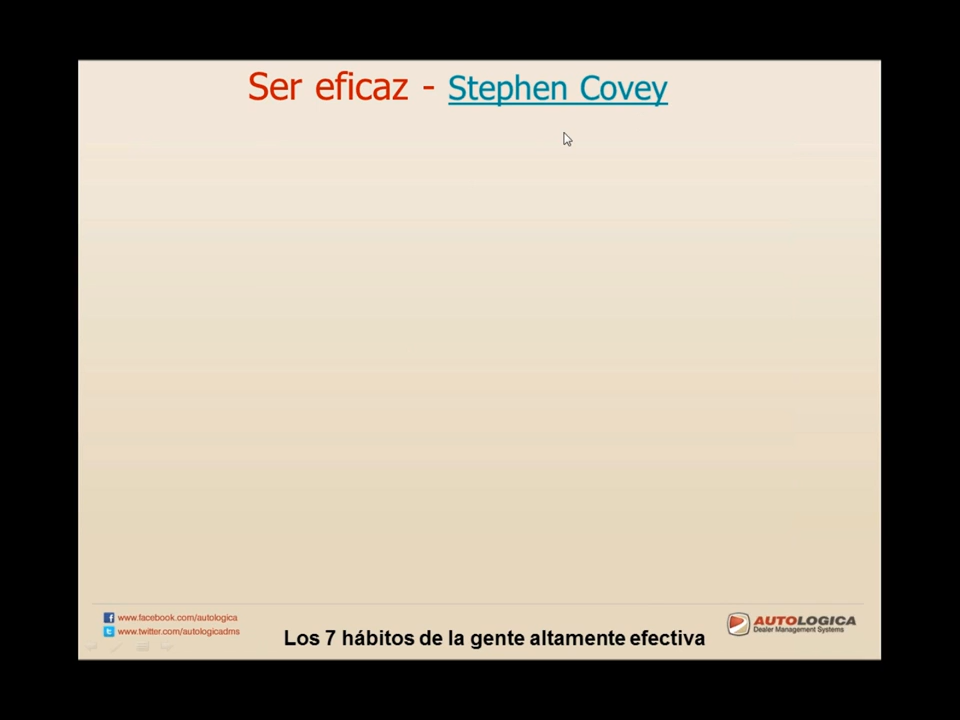 Ser eficaz - Stephen Covey
www.facebook.com/autologica
www.twitter.com/autologicadms
Los 7 hábitos de la gente altamente efectiva
AUTOLOGICA
Dealer Management Systems